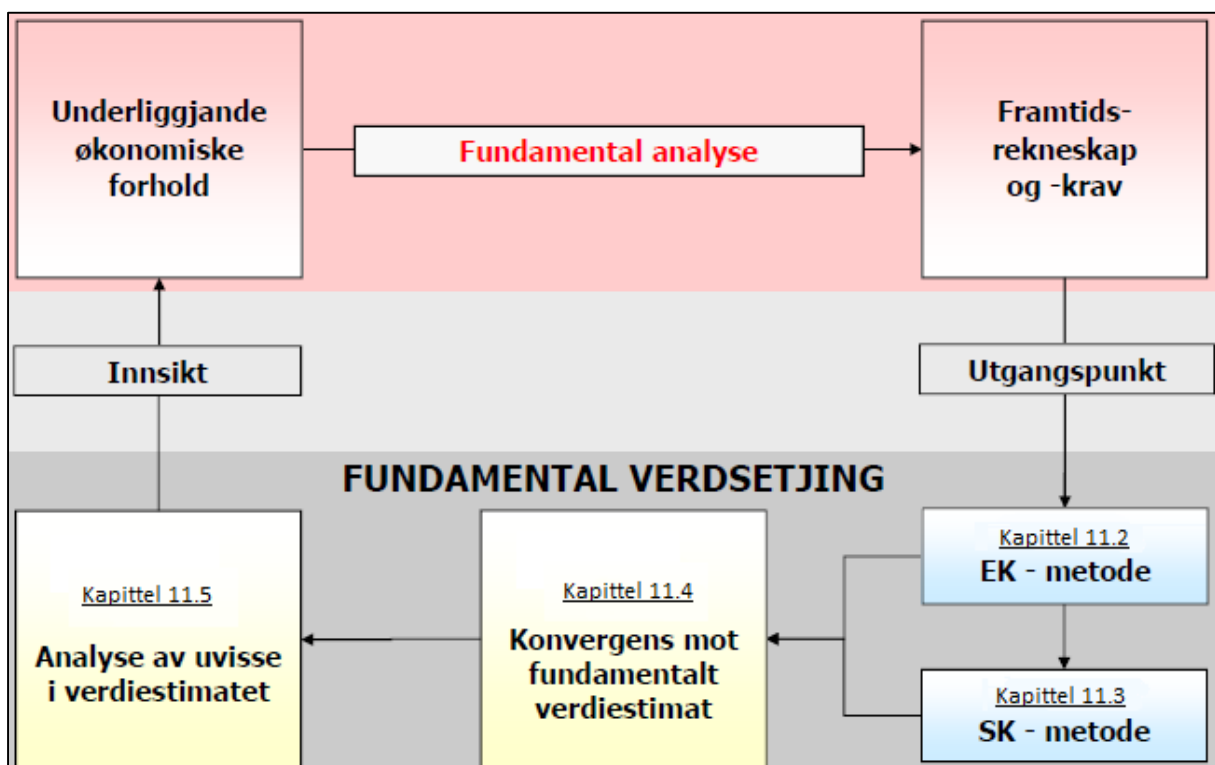 Underliggjande
økonomiske
forhold
Fundamental analyse
Framtids-
rekneskap
og -krav
Innsikt
Utgangspunkt
FUNDAMENTAL VERDSETJING
Kapittel 11.2
EK - metode
Kapittel 11.3
SK - metode
Kapittel 11.4
Konvergens mot
fundamentalt
verdiestimat
Kapittel 11.5
Analyse av uvisse
i verdiestimatet